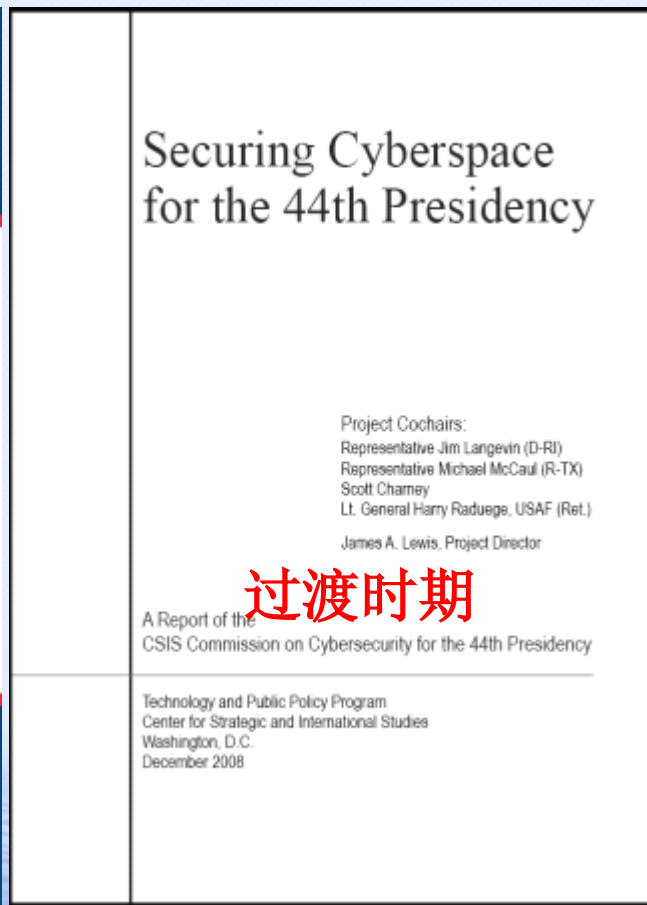 Securing Cyberspace
for the 44th Presidency
Project Cochairs:
Representative Jim Langevin (D-RI)
Representative Michael McCaul (R-TX)
Scott Charney
Lt. General Harry Raduege, USAF (Ret.)
James A. Lewis, Project Director
过渡时期
A Report of the
CSIS Commission on Cybersecurity for the 44th Presidency
Technology and Public Policy Program
Center for Strategic and International Studies
Washington, D.C.
December 2008